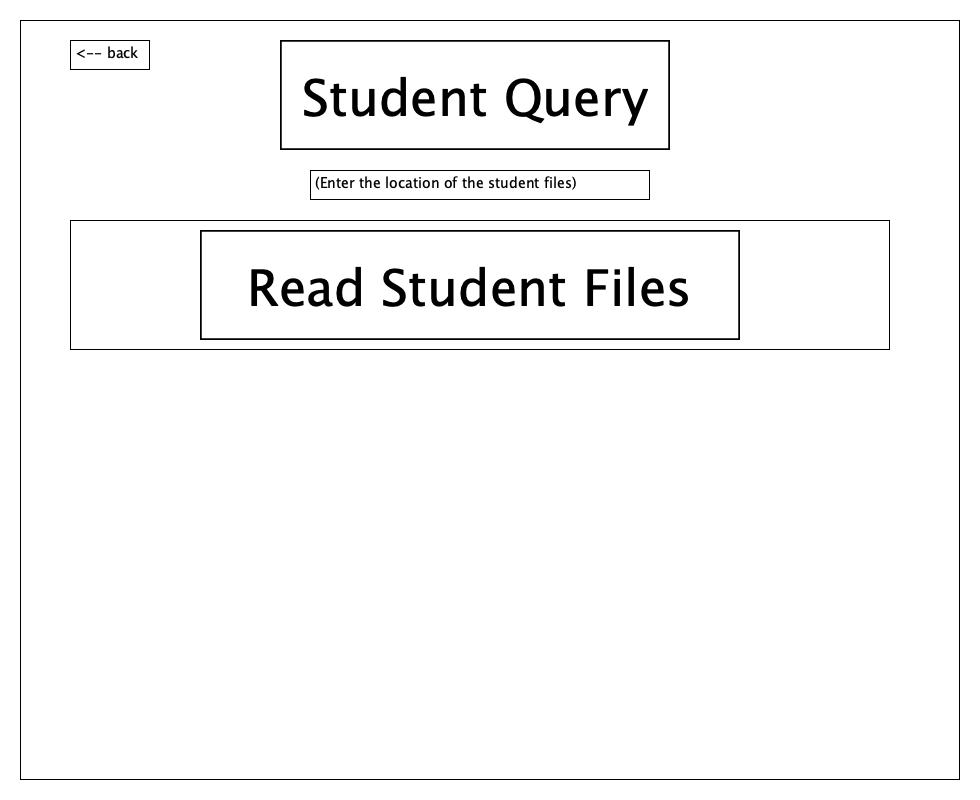 <-- back
Student Query
(Enter the location of the student files)
Read Student Files